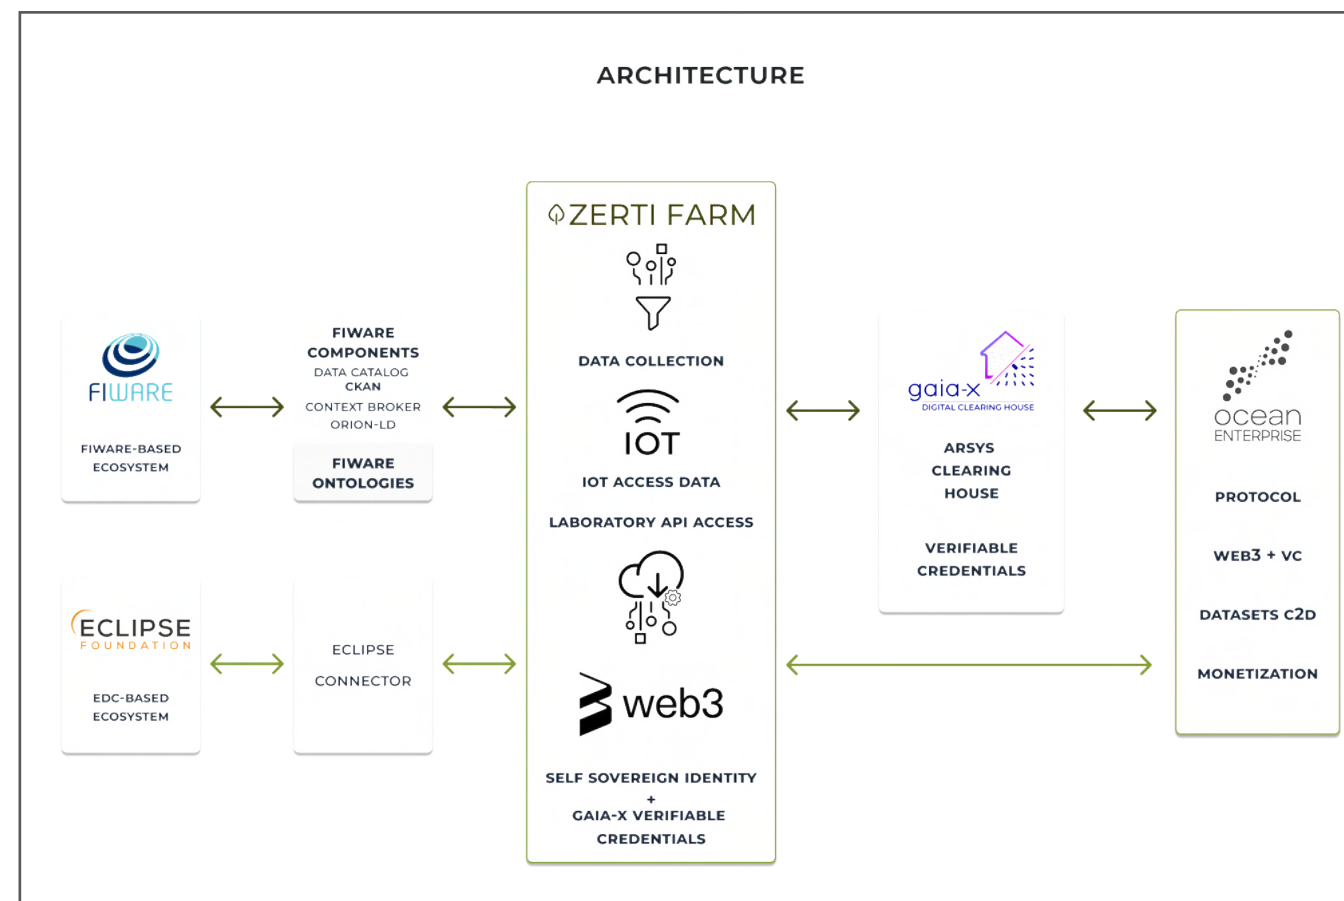 ARCHITECTURE
FIWARE
FIWARE-BASED
ECOSYSTEM
FIWARE
COMPONENTS
DATA CATALOG
CKAN
CONTEXT BROKER
ORION-LD
FIWARE
ONTOLOGIES
ECLIPSE
FOUNDATION
EDC-BASED
ECOSYSTEM
ECLIPSE
CONNECTOR
ZERTI FARM
DATA COLLECTION
IOT
IOT ACCESS DATA
LABORATORY API ACCESS
web3
SELF SOVEREIGN IDENTITY
+
GAIA-X VERIFIABLE
CREDENTIALS
gaia-x
DIGITAL CLEARING HOUSE
ARSYS
CLEARING
HOUSE
VERIFIABLE
CREDENTIALS
ocean
ENTERPRISE
PROTOCOL
WEB3 + VC
DATASETS C2D
MONETIZATION